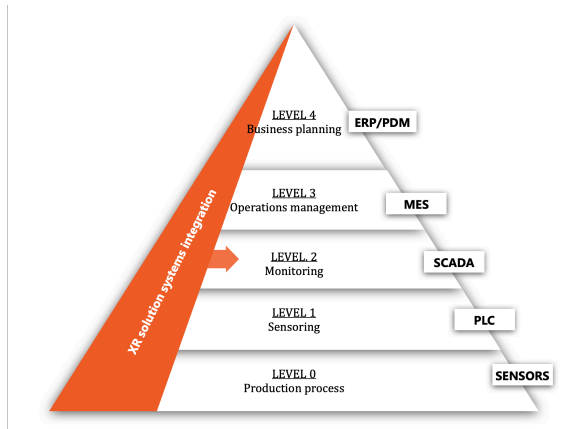 LEVEL 4
Business planning
ERP/PDM
LEVEL 3
Operations management
MES
XR solution systems integration
LEVEL. 2
Monitoring
SCADA
LEVEL 1
Sensoring
PLC
LEVEL 0
Production process
SENSORS